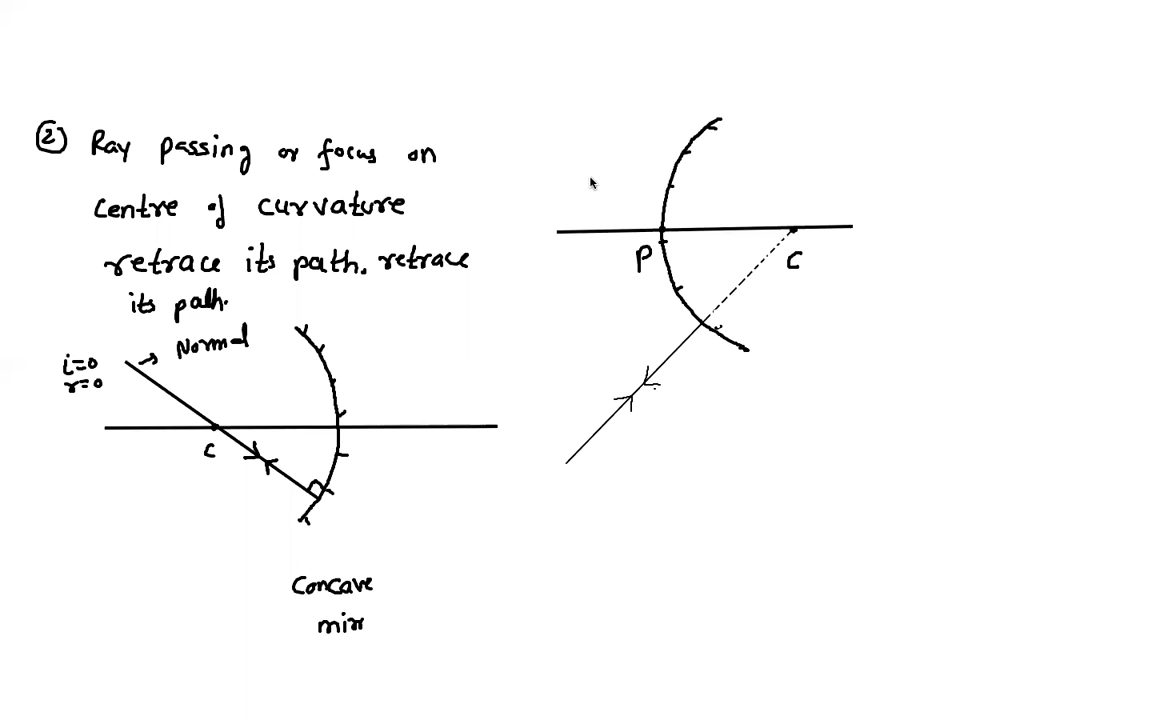 ② Ray passing or focus on
centre of curvature
retrace its path. retrace
its path.
i=0
r=0
→ Normal
C
Concave
mirr
P
C